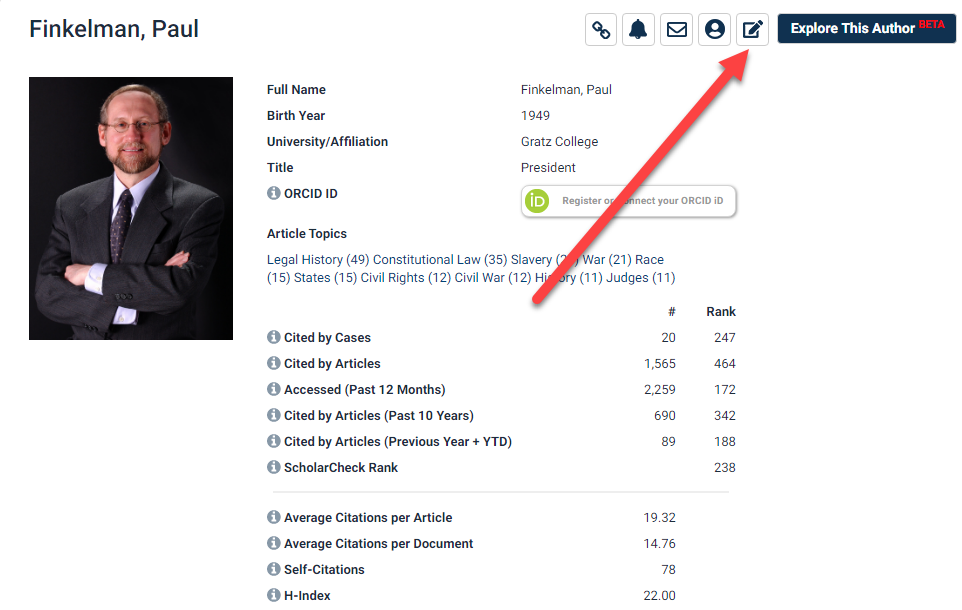 Finkelman, Paul
Explore This Author BETA
Full Name Finkelman, Paul
Birth Year 1949
University/Affiliation Gratz College
Title President
ORCID ID iD Register or connect your ORCID iD
Article Topics
Legal History (49) Constitutional Law (35) Slavery War (21) Race
(15) States (15) Civil Rights (12) Civil War (12) History (11) Judges (11)
# Rank
Cited by Cases 20 247
Cited by Articles 1,565 464
Accessed (Past 12 Months) 2,259 172
Cited by Articles (Past 10 Years) 690 342
Cited by Articles (Previous Year + YTD) 89 188
ScholarCheck Rank 238
Average Citations per Article 19.32
Average Citations per Document 14.76
Self-Citations 78
H-Index 22.00